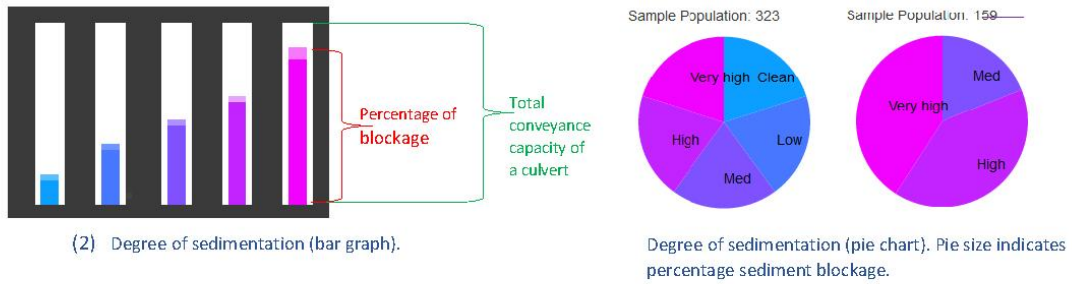 Percentage of
blockage
Total
conveyance
capacity of
a culvert
(2) Degree of sedimentation (bar graph).
Sample Population: 323
Very high
Clean
High
Low
Med
Sample Population: 159
Med
Very high
High
Degree of sedimentation (pie chart). Pie size indicates
percentage sediment blockage.